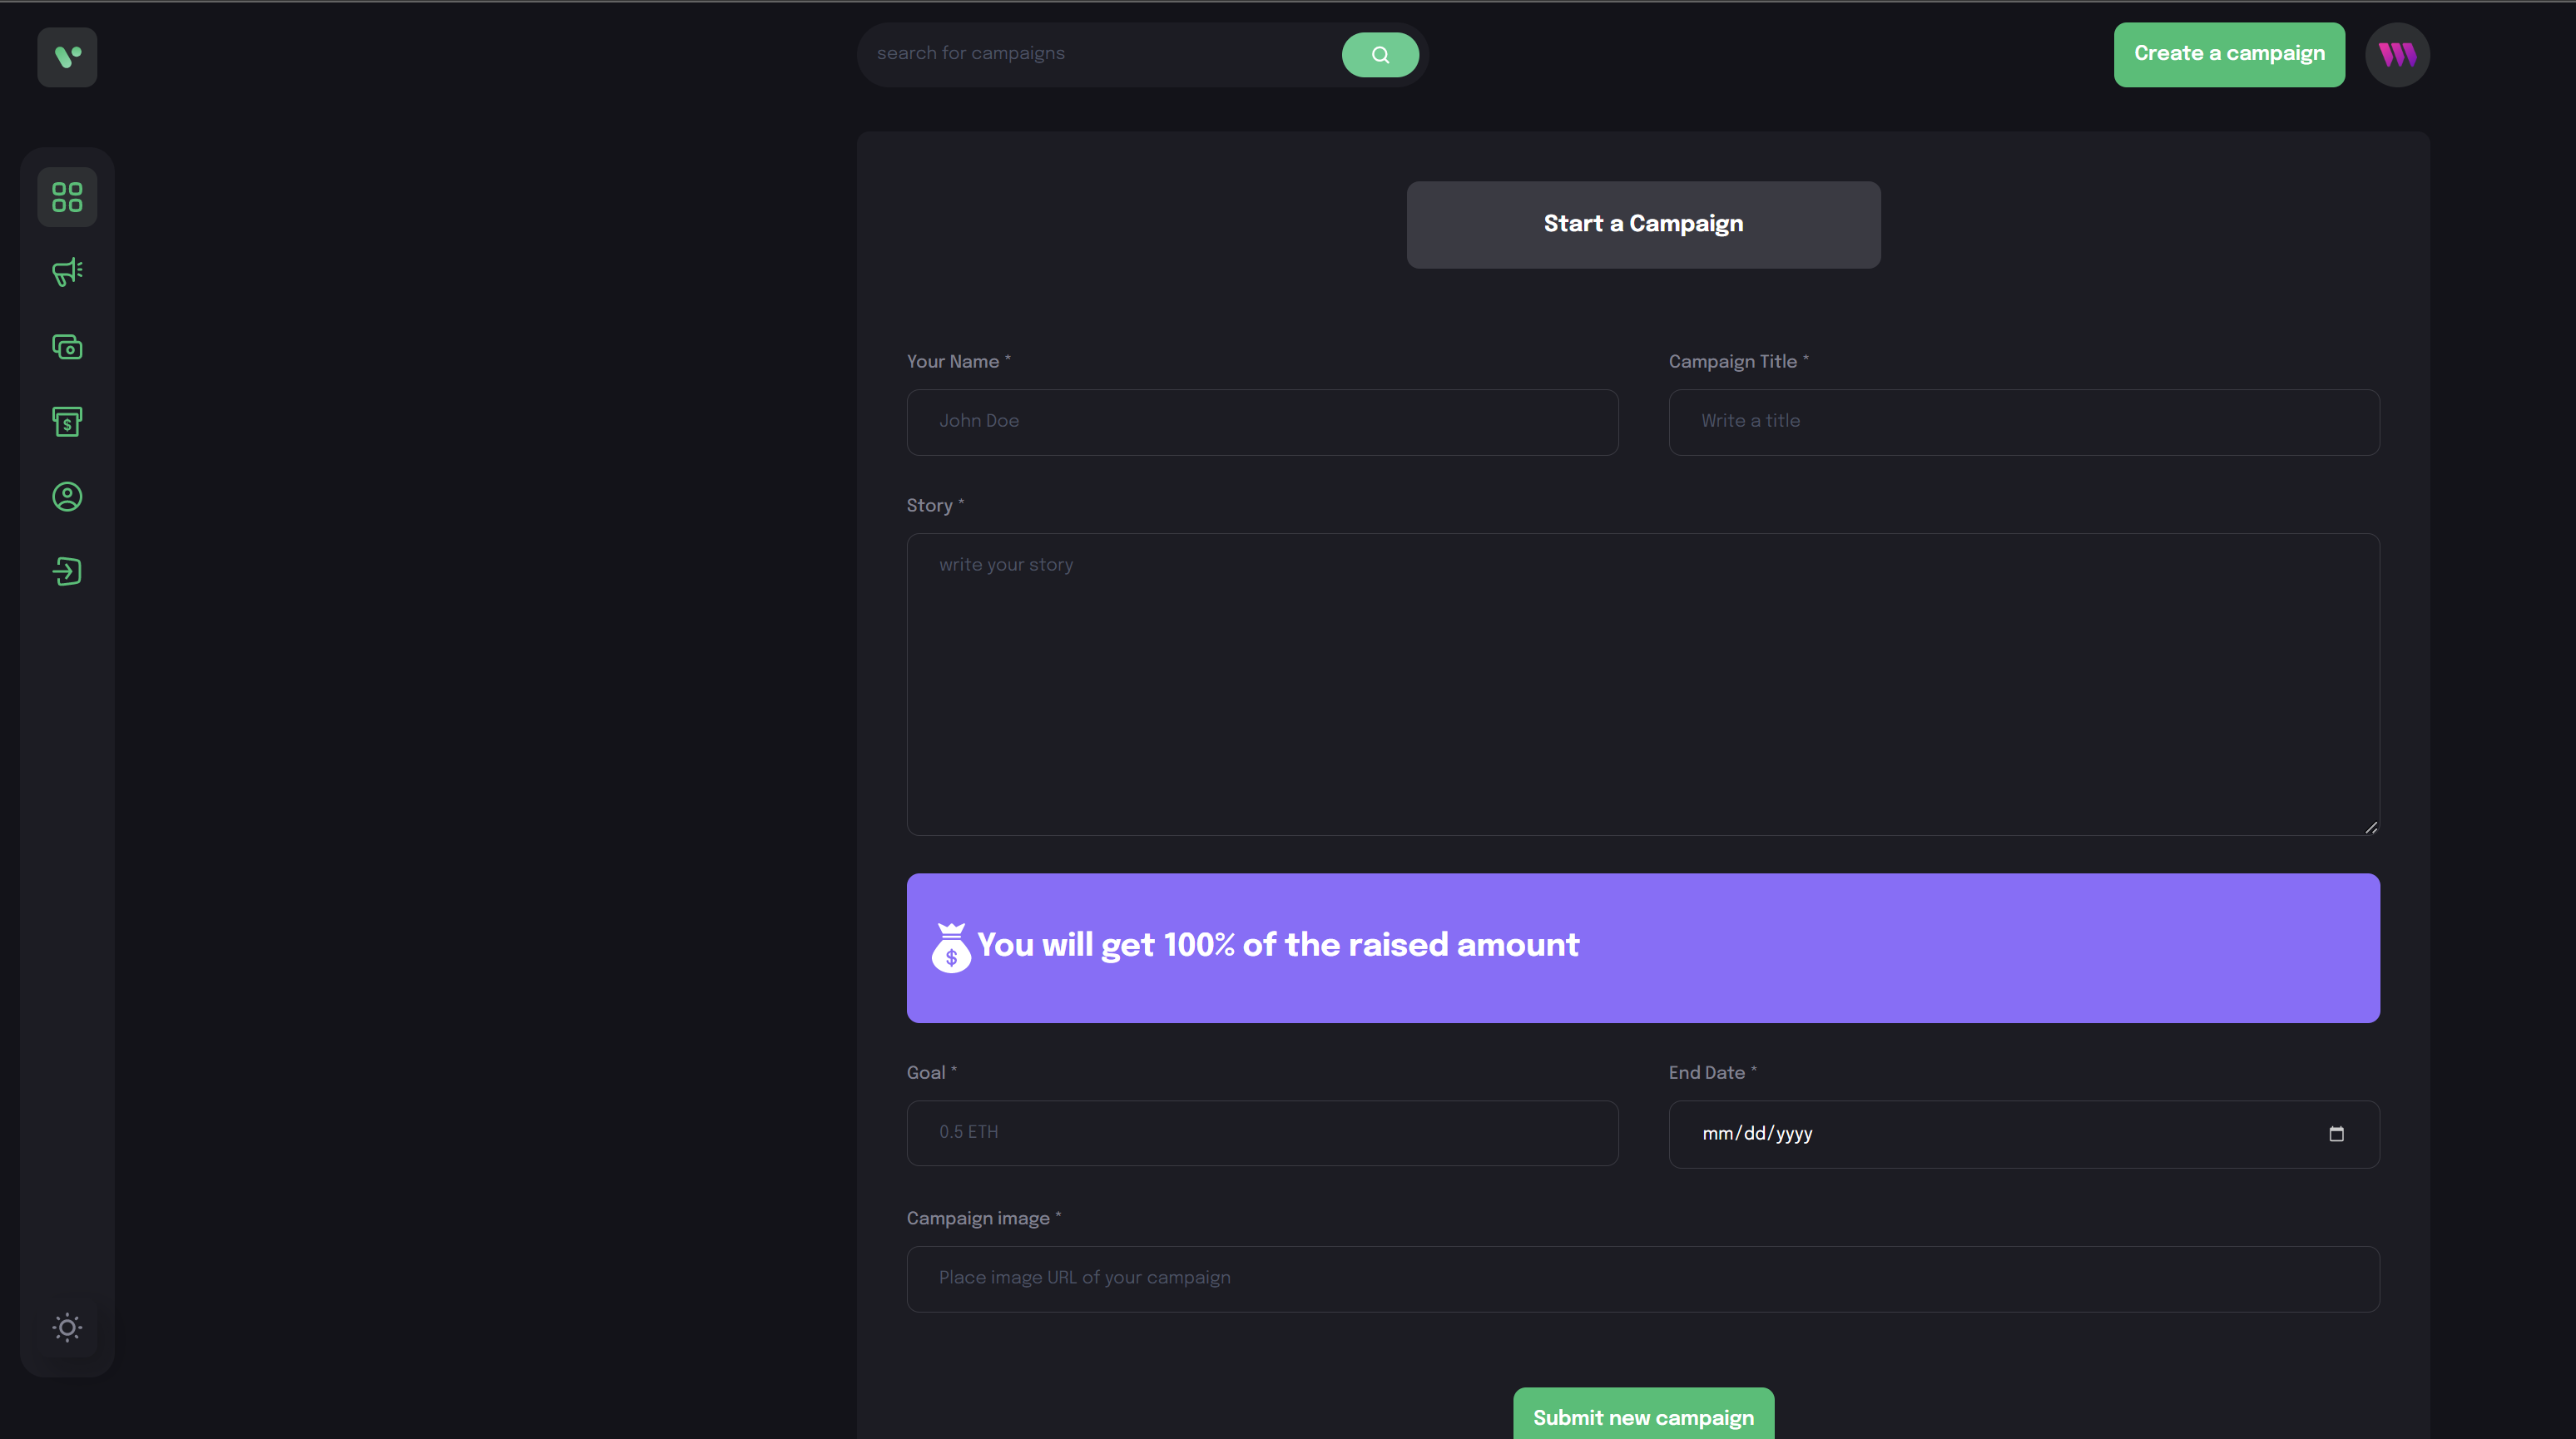 search for campaigns
Create a campaign
Start a Campaign
Your Name *
Campaign Title *
John Doe
Write a title
Story *
write your story
You will get 100% of the raised amount
Goal *
End Date *
0.5 ETH
mm/dd/yyyy
Campaign image *
Place image URL of your campaign
Submit new campaign